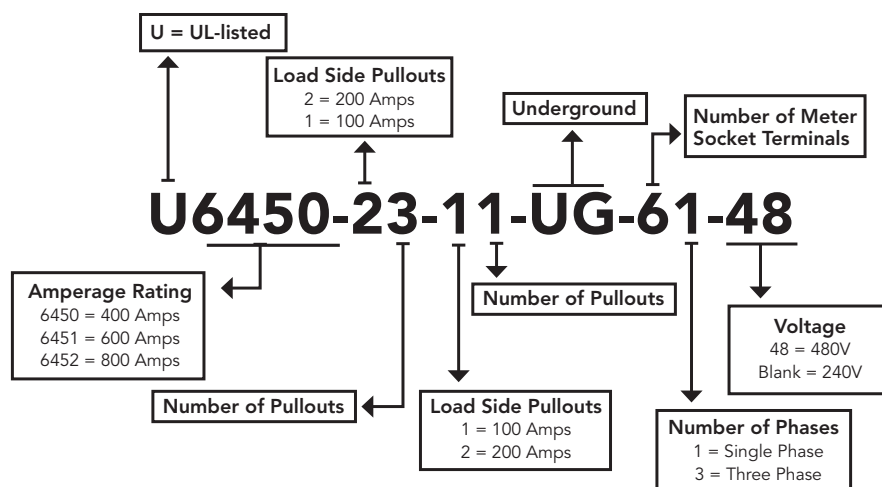 U = UL-listed
Load Side Pullouts
2 = 200 Amps
1 = 100 Amps
Underground
Number of Meter
Socket Terminals
U6450-23-11-UG-61-48
Amperage Rating
6450 = 400 Amps
6451 = 600 Amps
6452 = 800 Amps
Number of Pullouts
Number of Pullouts
Load Side Pullouts
1 = 100 Amps
2 = 200 Amps
Voltage
48 = 480V
Blank = 240V
Number of Phases
1 = Single Phase
3 = Three Phase